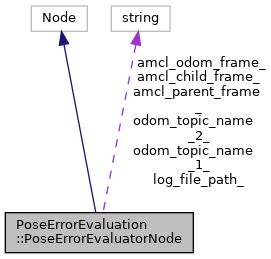 Node
string
amcl_odom_frame_
amcl_child_frame_
amcl_parent_frame
_
odom_topic_name
_2_
odom_topic_name
_1_
log_file_path_
PoseErrorEvaluation
::PoseErrorEvaluatorNode